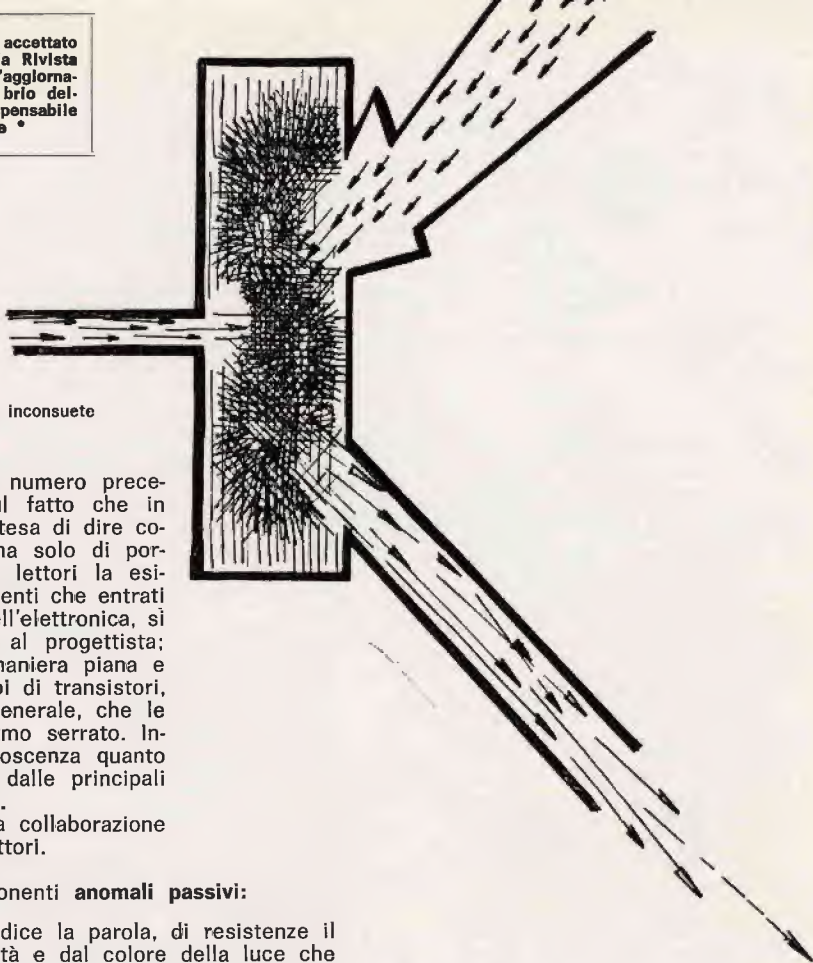 accettato
a Rivista
'aggiorna-
brio del-
pensabile
e *
inconsuete
numero prece-
l fatto che in
tesa di dire co-
na solo di por-
lettori la esi-
enti che entrati
ll'elettronica, si
al progettista;
naniera piana e
oi di transistori,
enerale, che le
mo serrato. In-
oscenza quanto
dalle principali
.
a collaborazione
ttori.
onenti anomali passivi:
dice la parola, di resistenze il
tà e dal colore della luce che